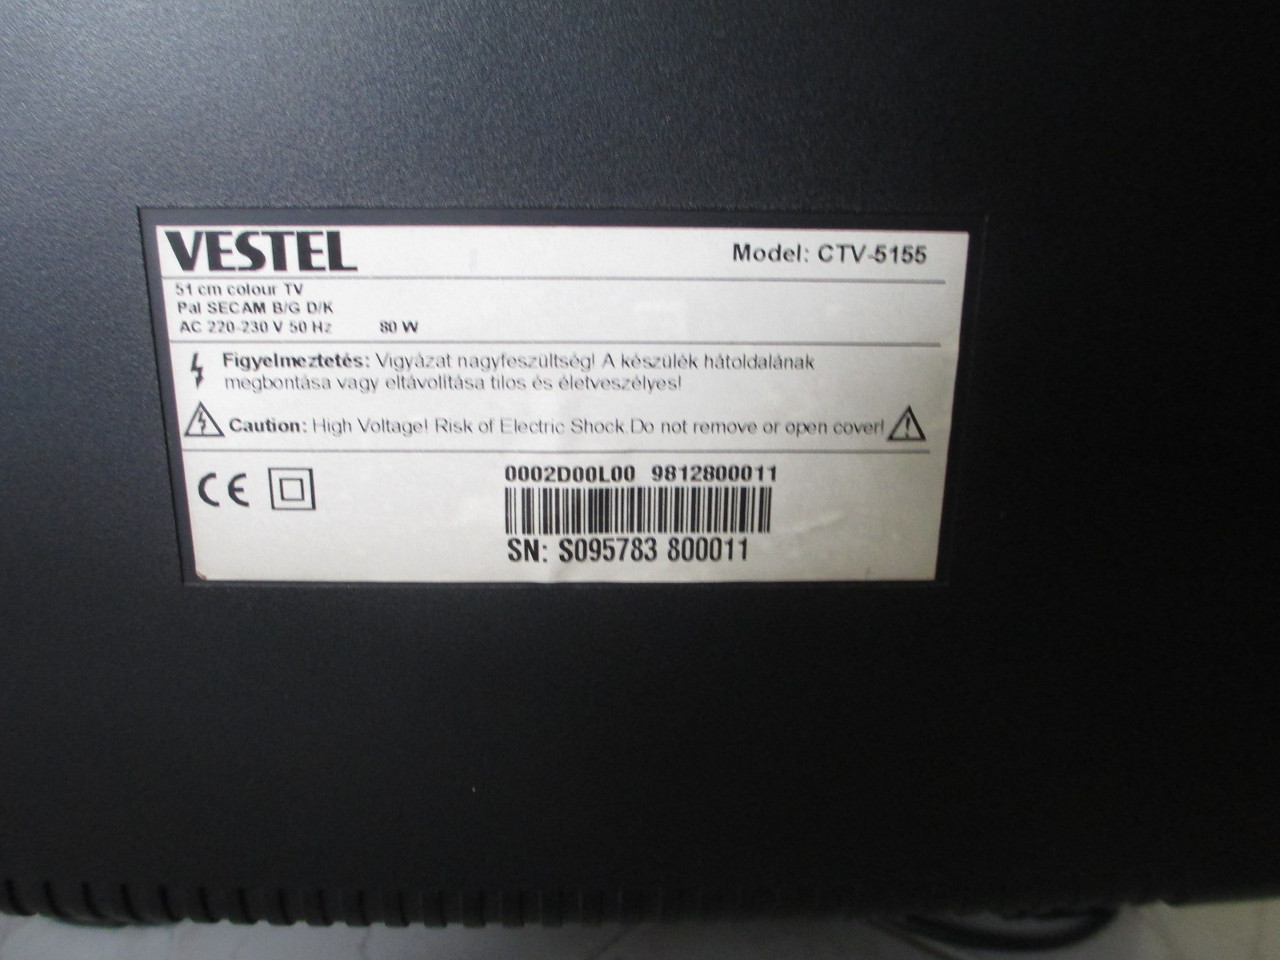 VESTEL Model: CTV-5155
51 cm colour TV
Pal SECAM B/G D/K
AC 220-230 V 50 Hz 80 W
Figyelmeztetés: Vigyázat nagyfeszültség! A készülék hátoldalának
megbontása vagy eltávolítása tilos és életveszélyes!
Caution: High Voltage! Risk of Electric Shock.Do not remove or open cover!
CE
0002D00L00 9812800011
SN: S095783 800011